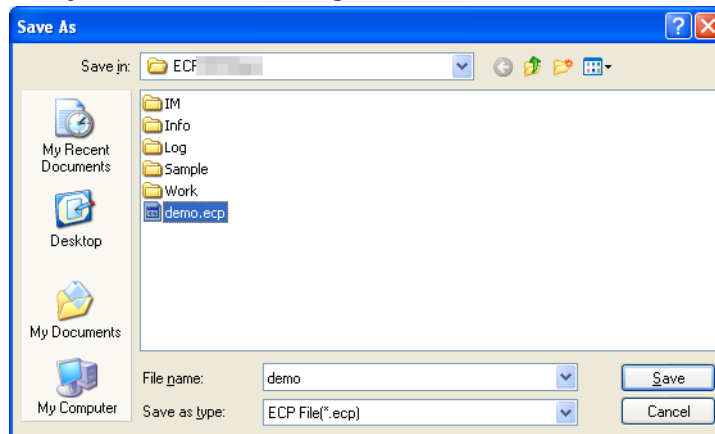 Save As
Save in:
ECP
IM
Info
Log
Sample
Work
demo.ecp
My Recent
Documents
Desktop
My Documents
My Computer
File name:
demo
Save
Save as type:
ECP File(*.ecp)
Cancel